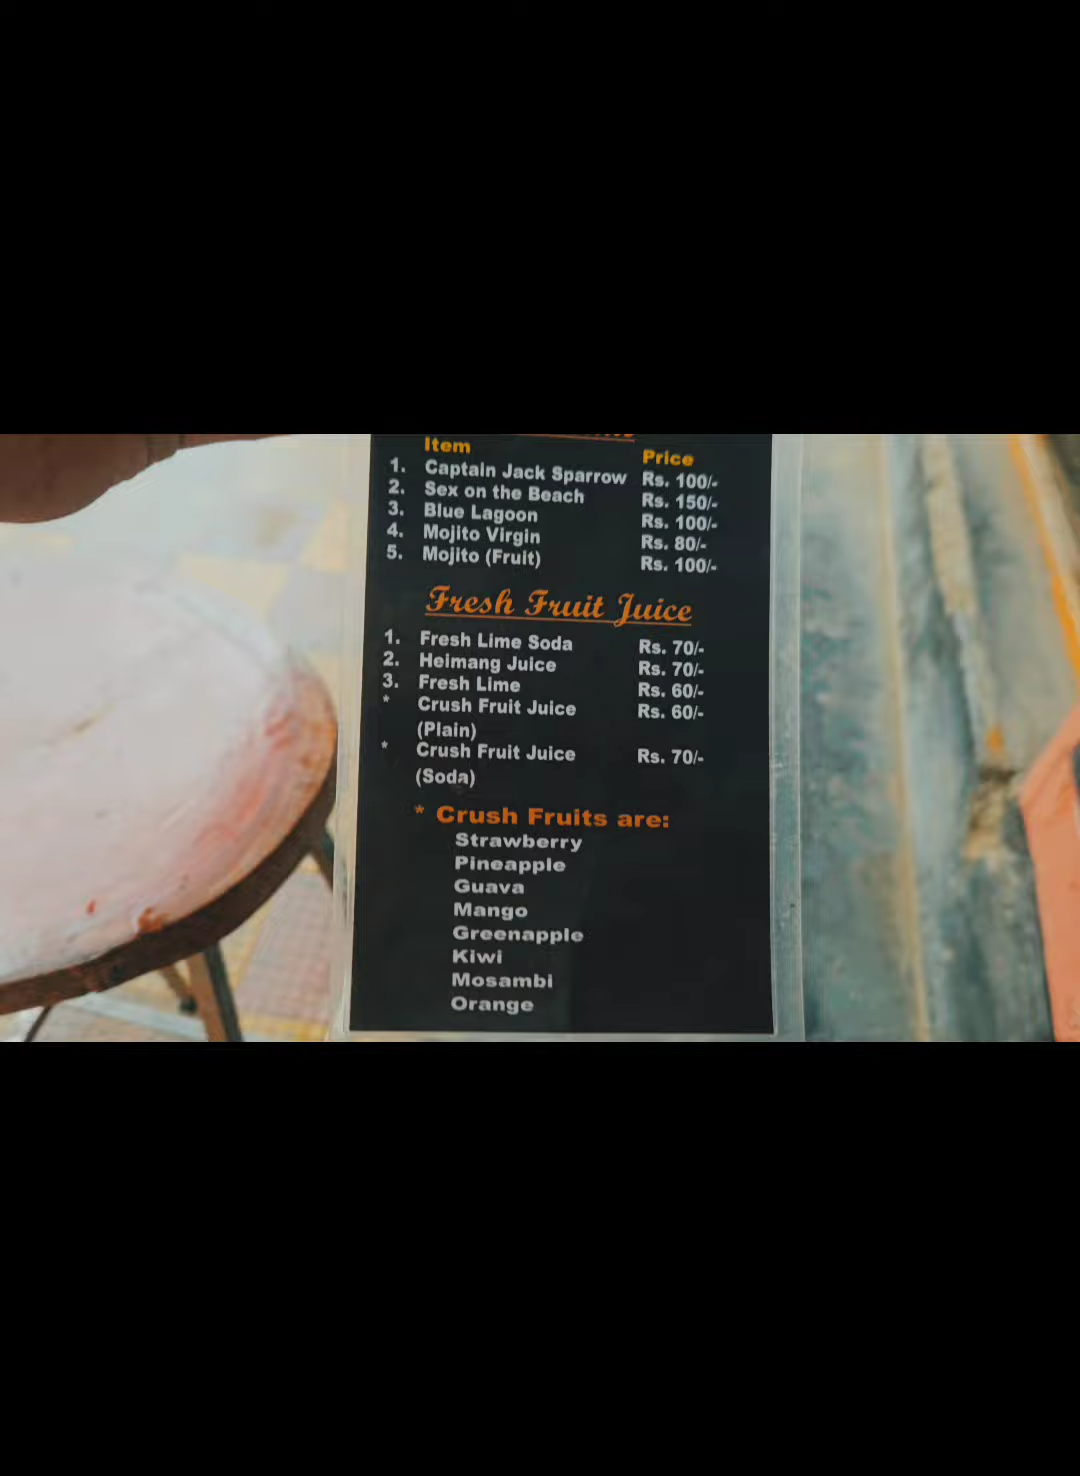 Item Price
1. Captain Jack Sparrow Rs. 100/-
2. Sex on the Beach Rs. 150/-
3. Blue Lagoon Rs. 100/-
4. Mojito Virgin Rs. 80/-
5. Mojito (Fruit) Rs. 100/-
Fresh Fruit Juice
1. Fresh Lime Soda Rs. 70/-
2. Heimang Juice Rs. 70/-
3. Fresh Lime Rs. 60/-
* Crush Fruit Juice Rs. 60/-
(Plain)
* Crush Fruit Juice Rs. 70/-
(Soda)
* Crush Fruits are:
Strawberry
Pineapple
Guava
Mango
Greenapple
Kiwi
Mosambi
Orange